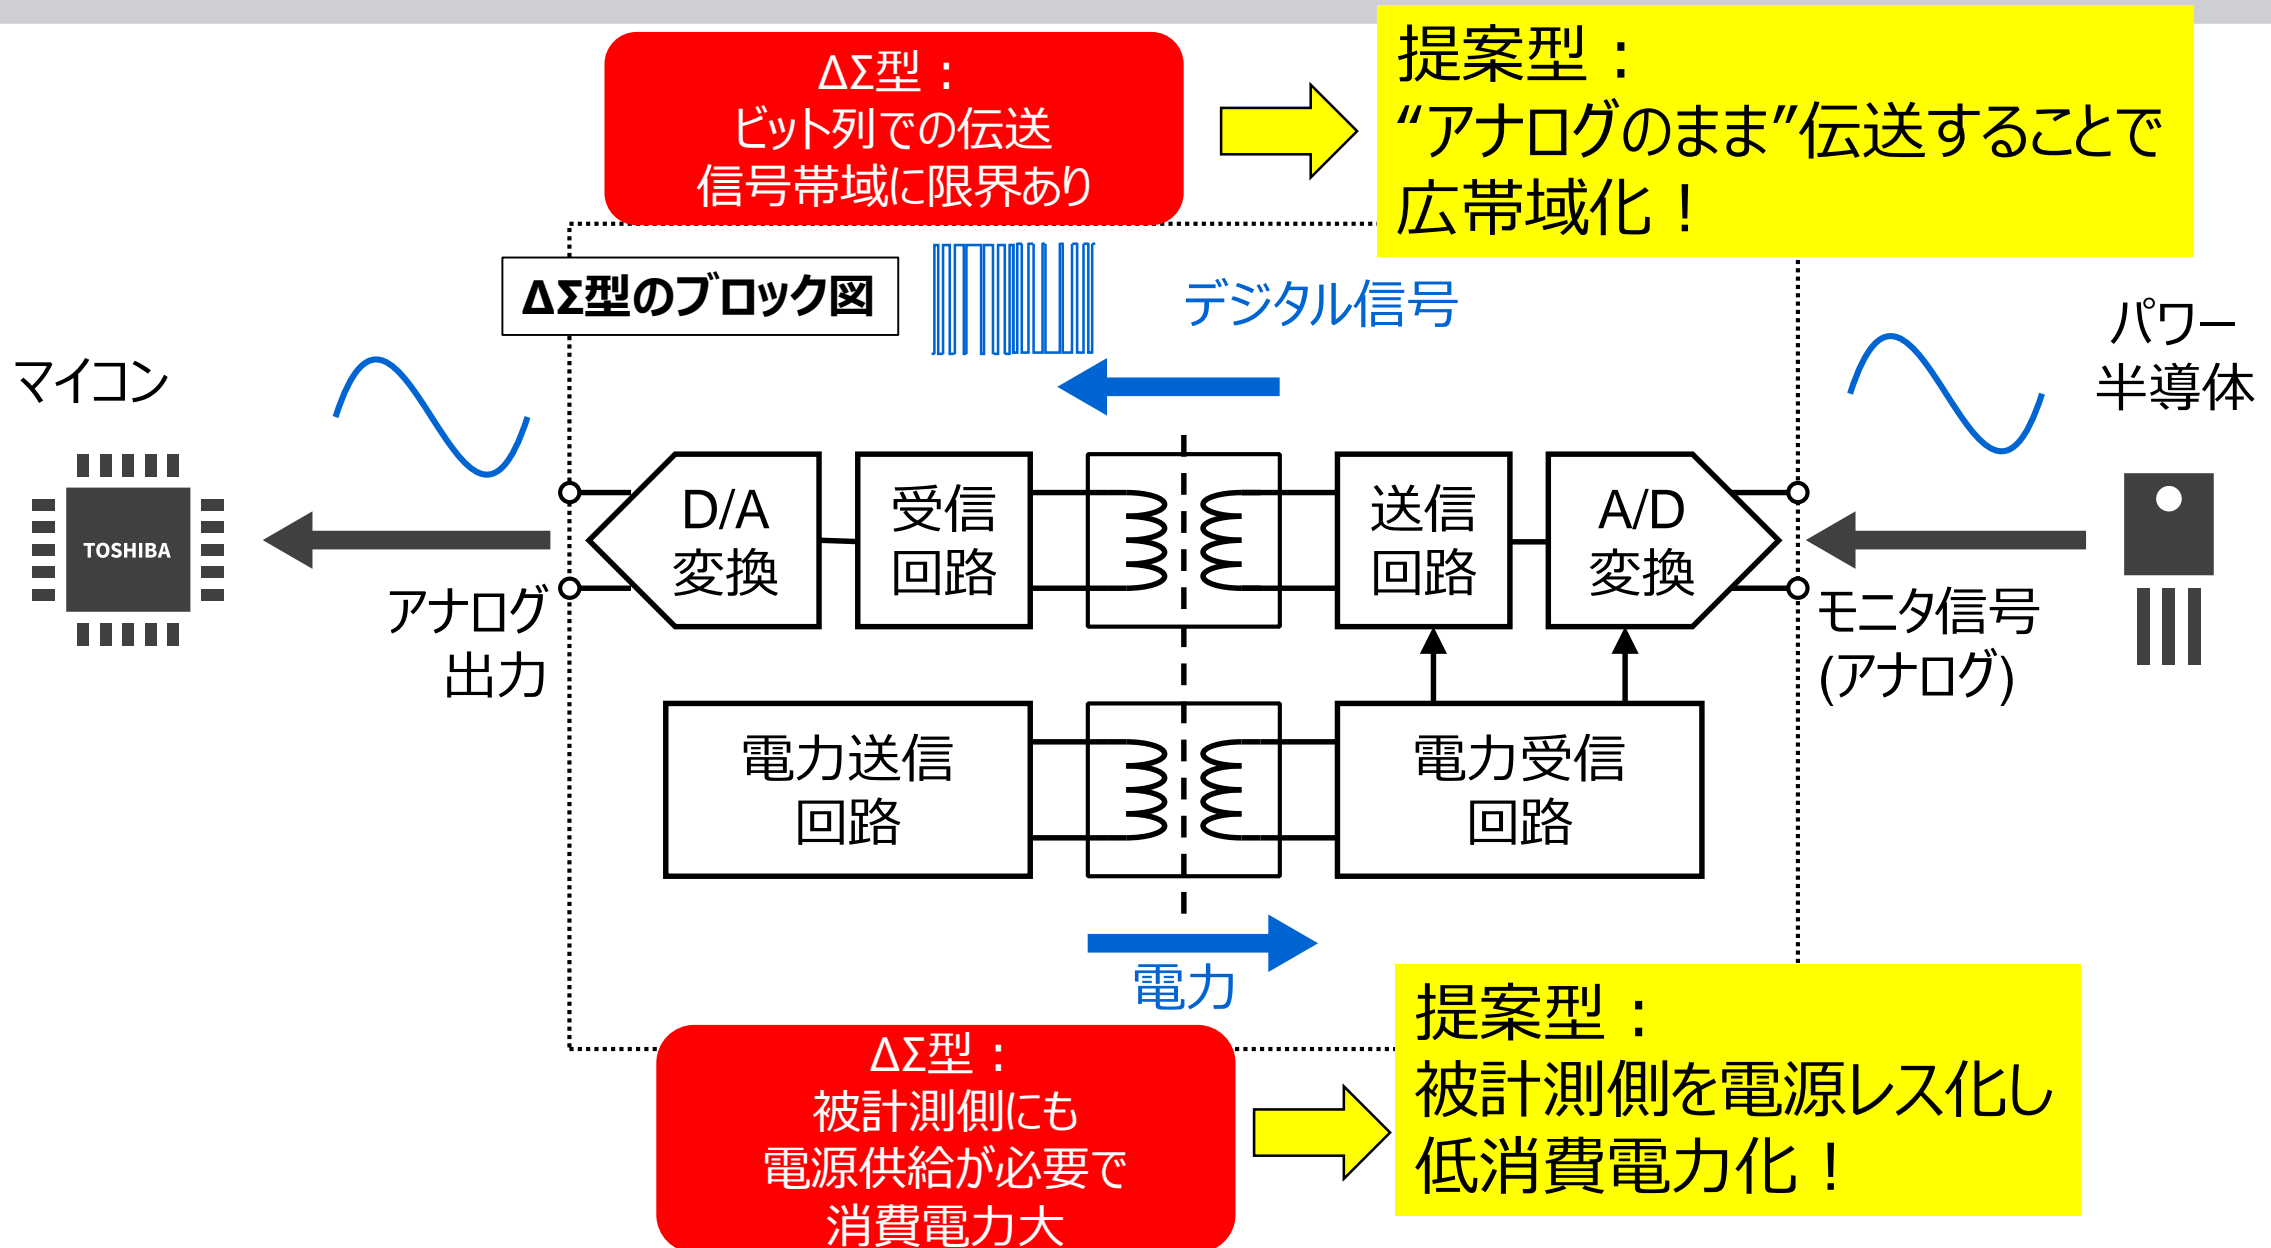 ΔΣ型：
ビット列での伝送
信号帯域に限界あり
提案型：
“アナログのまま”伝送することで
広帯域化！
ΔΣ型のブロック図
デジタル信号
マイコン
パワー
半導体
TOSHIBA
D/A
変換
受信
回路
送信
回路
A/D
変換
アナログ
出力
モニタ信号
(アナログ)
電力送信
回路
電力受信
回路
電力
ΔΣ型：
被計測側にも
電源供給が必要で
消費電力大
提案型：
被計測側を電源レス化し
低消費電力化！